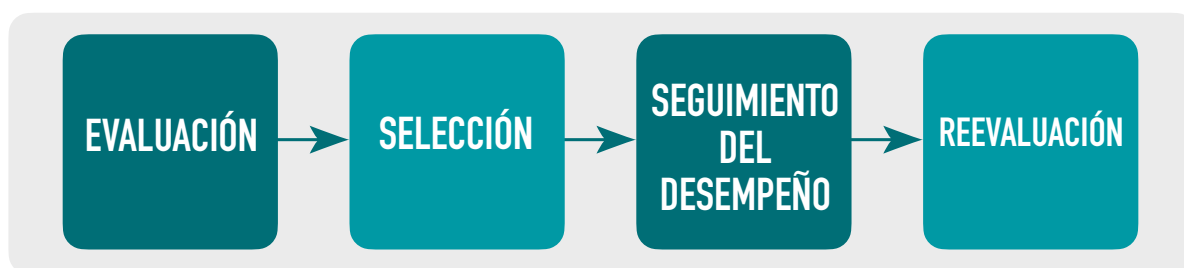 EVALUACIÓN
SELECCIÓN
SEGUIMIENTO
DEL
DESEMPEÑO
REEVALUACIÓN